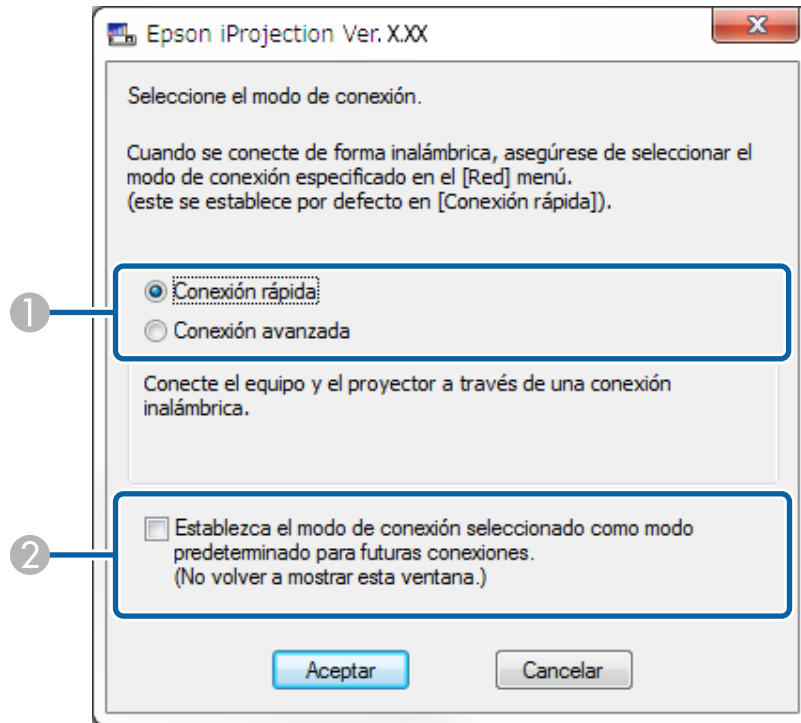 Epson iProjection Ver. X.XX
Seleccione el modo de conexión.
Cuando se conecte de forma inalámbrica, asegúrese de seleccionar el
modo de conexión especificado en el [Red] menú.
(este se establece por defecto en [Conexión rápida]).
1
Conexión rápida
Conexión avanzada
Conecte el equipo y el proyector a través de una conexión
inalámbrica.
2
Establezca el modo de conexión seleccionado como modo
predeterminado para futuras conexiones.
(No volver a mostrar esta ventana.)
Aceptar Cancelar